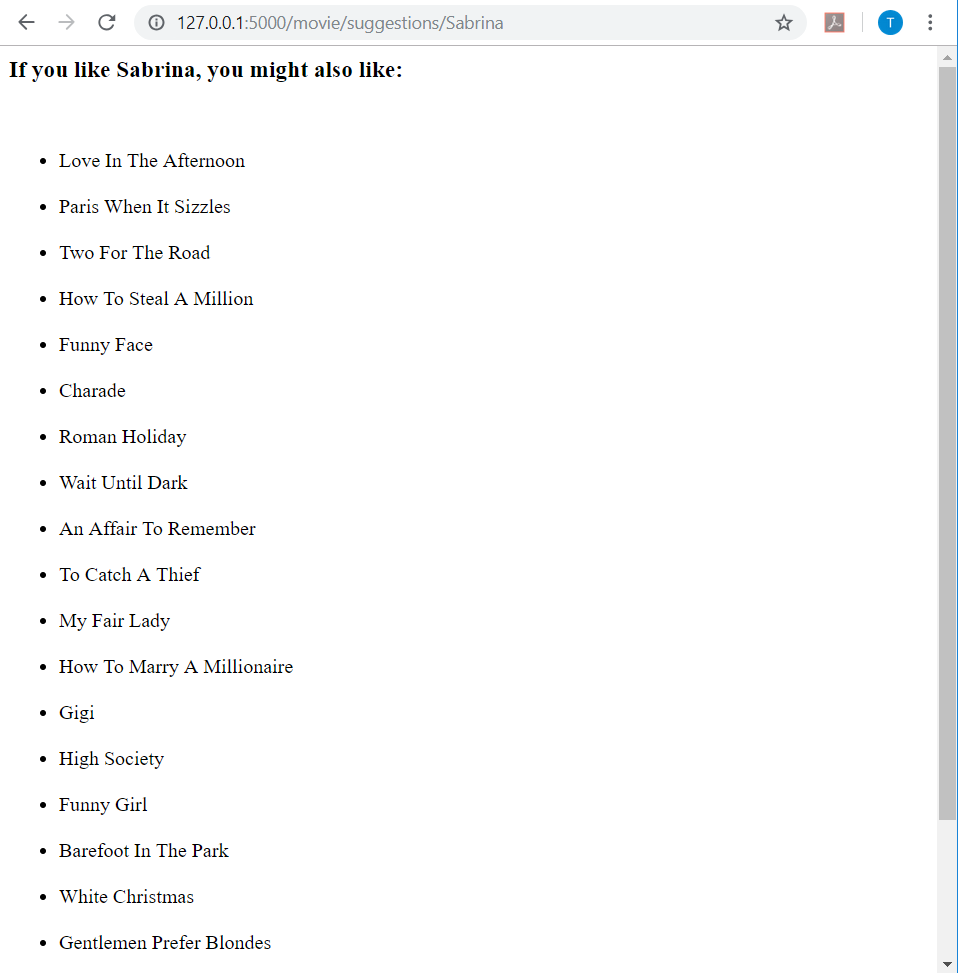 127.0.0.1:5000/movie/suggestions/Sabrina
T
If you like Sabrina, you might also like:
Love In The Afternoon
Paris When It Sizzles
Two For The Road
How To Steal A Million
Funny Face
Charade
Roman Holiday
Wait Until Dark
An Affair To Remember
To Catch A Thief
My Fair Lady
How To Marry A Millionaire
Gigi
High Society
Funny Girl
Barefoot In The Park
White Christmas
Gentlemen Prefer Blondes